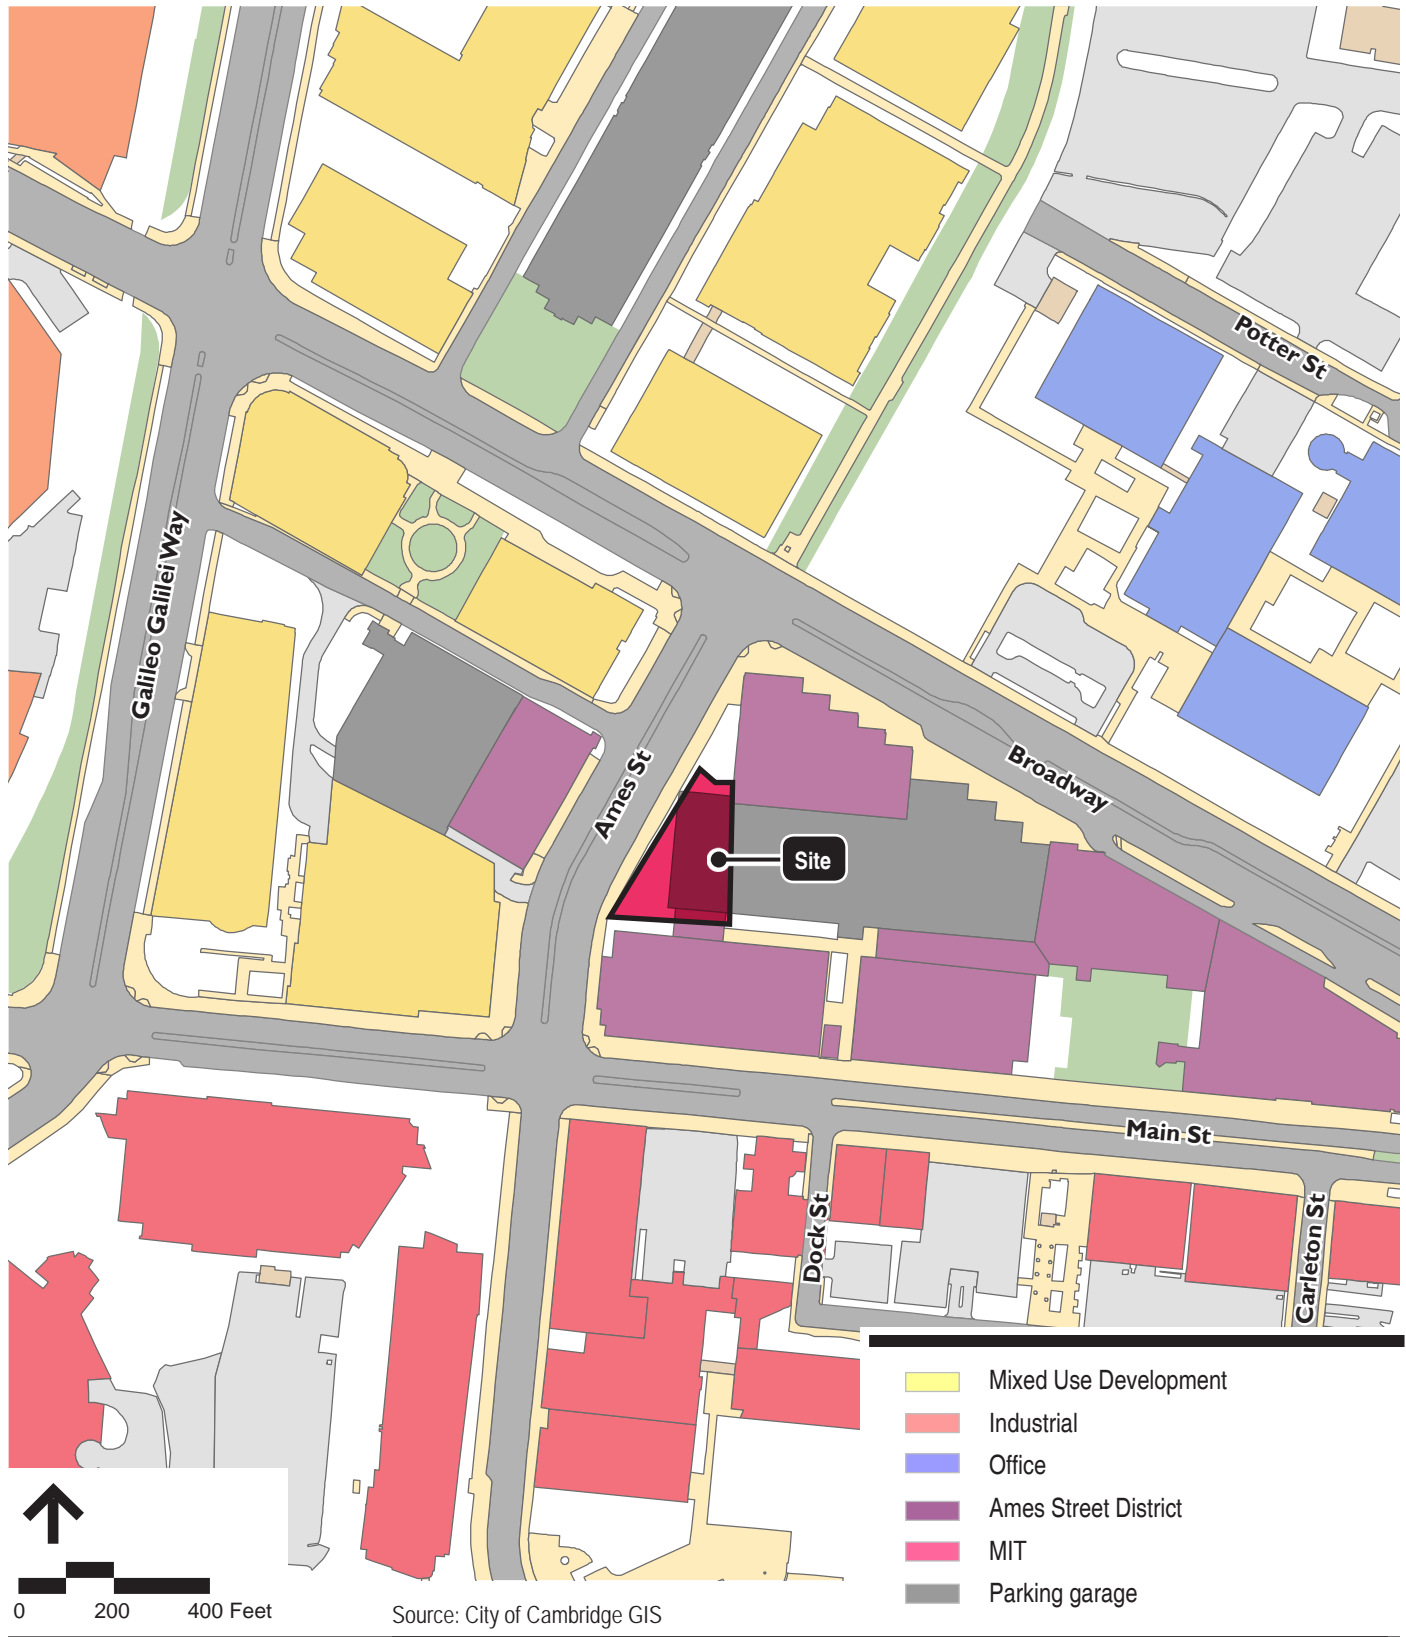 Potter St
Galileo Galilei Way
Ames St
Broadway
Site
Main St
Dock St
Carleton St
Mixed Use Development
Industrial
Office
Ames Street District
MIT
Parking garage
0 200 400 Feet
Source: City of Cambridge GIS